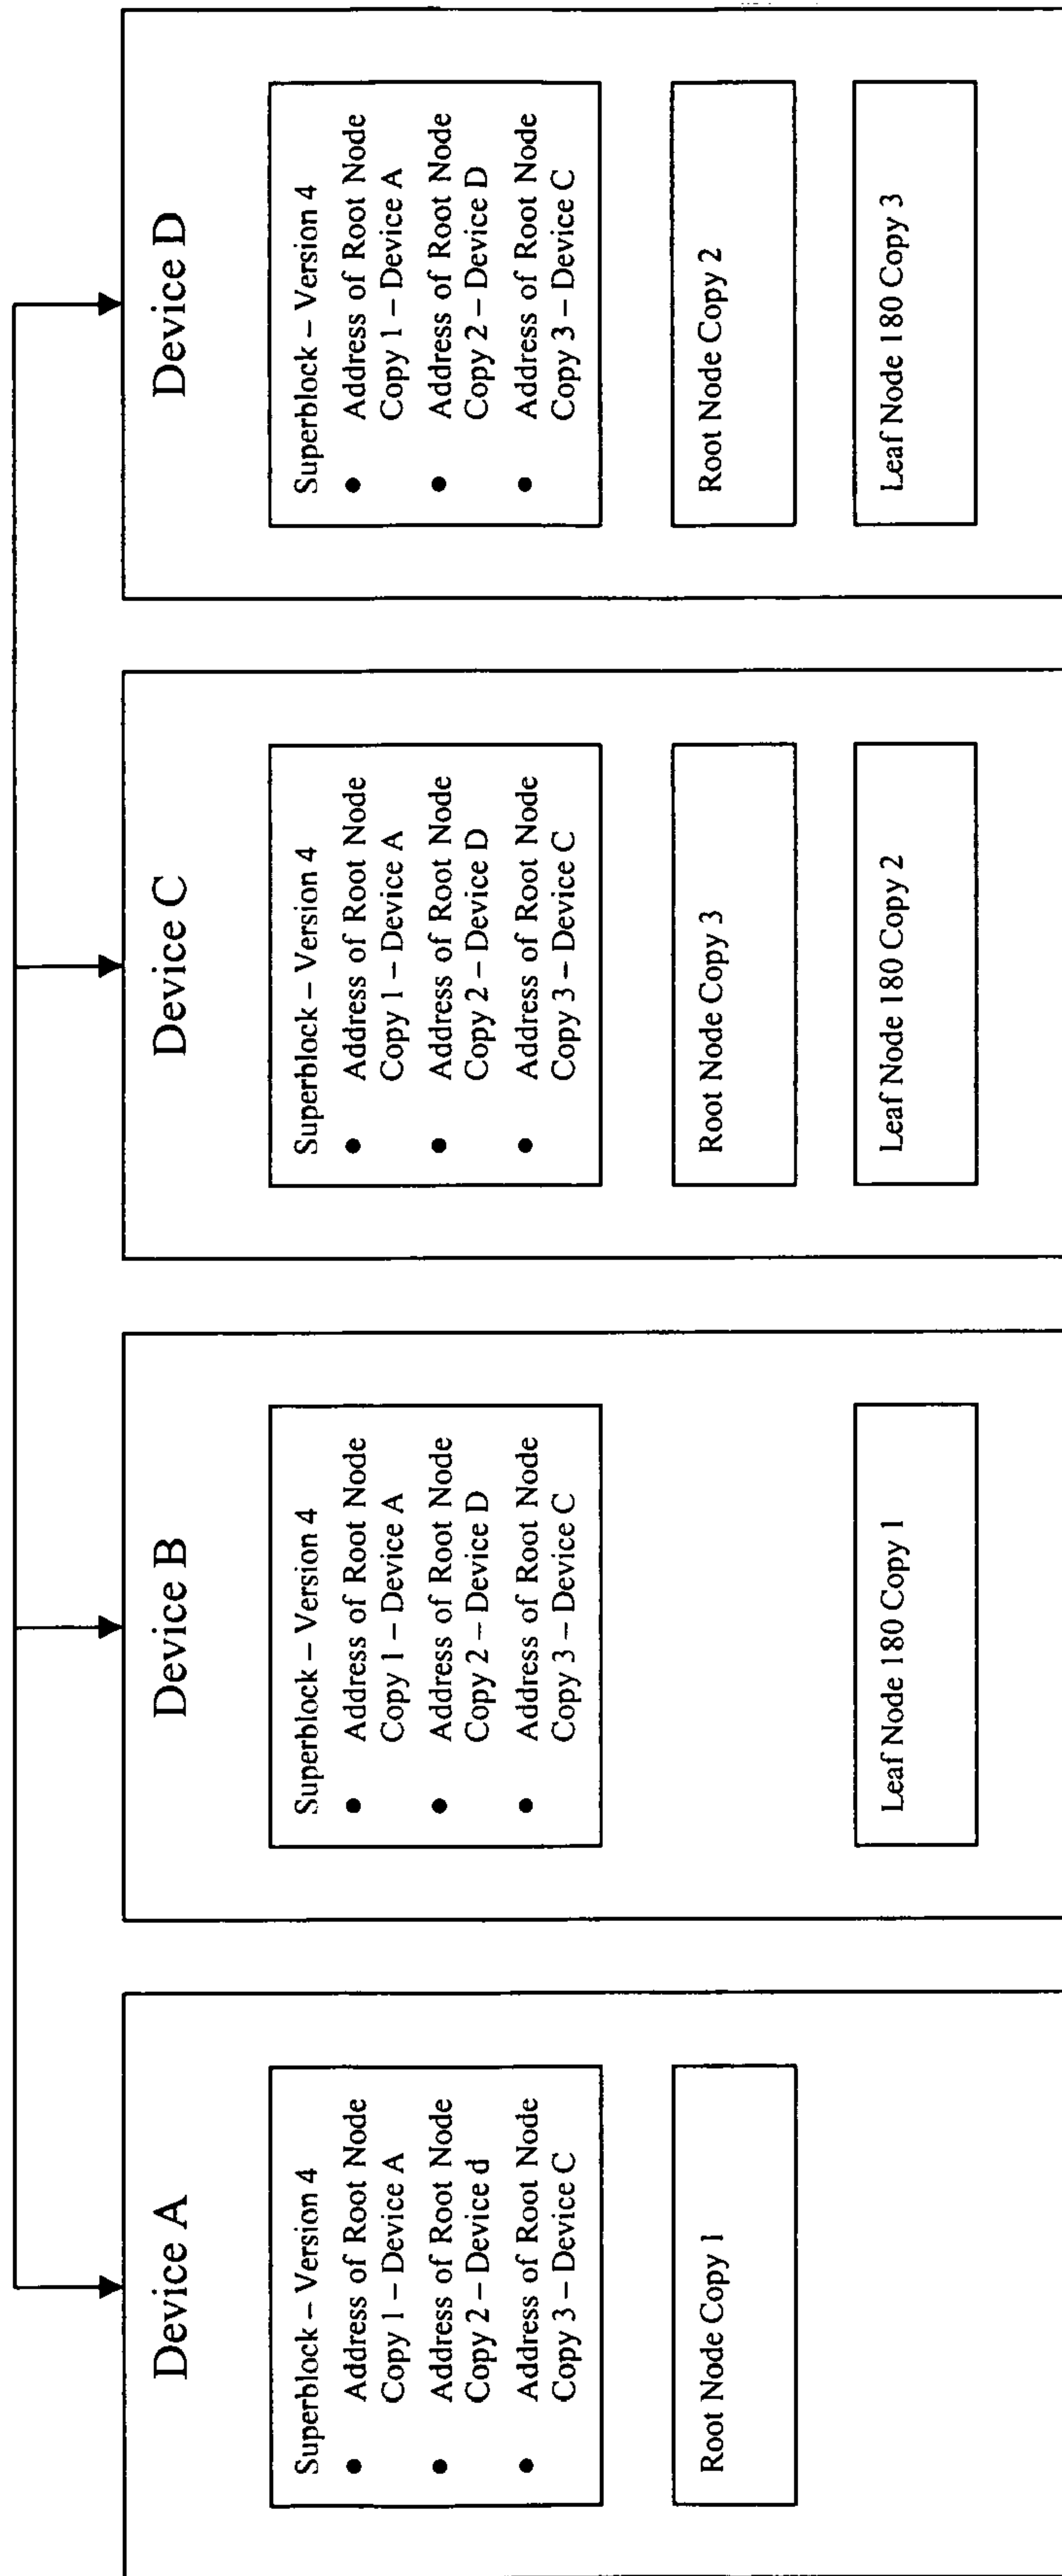 Device A
Superblock – Version 4
● Address of Root Node
Copy 1 – Device A
● Address of Root Node
Copy 2 – Device d
● Address of Root Node
Copy 3 – Device C
Root Node Copy 1
Device B
Superblock – Version 4
● Address of Root Node
Copy 1 – Device A
● Address of Root Node
Copy 2 – Device D
● Address of Root Node
Copy 3 – Device C
Leaf Node 180 Copy 1
Device C
Superblock – Version 4
● Address of Root Node
Copy 1 – Device A
● Address of Root Node
Copy 2 – Device D
● Address of Root Node
Copy 3 – Device C
Root Node Copy 3
Leaf Node 180 Copy 2
Device D
Superblock – Version 4
● Address of Root Node
Copy 1 – Device A
● Address of Root Node
Copy 2 – Device D
● Address of Root Node
Copy 3 – Device C
Root Node Copy 2
Leaf Node 180 Copy 3